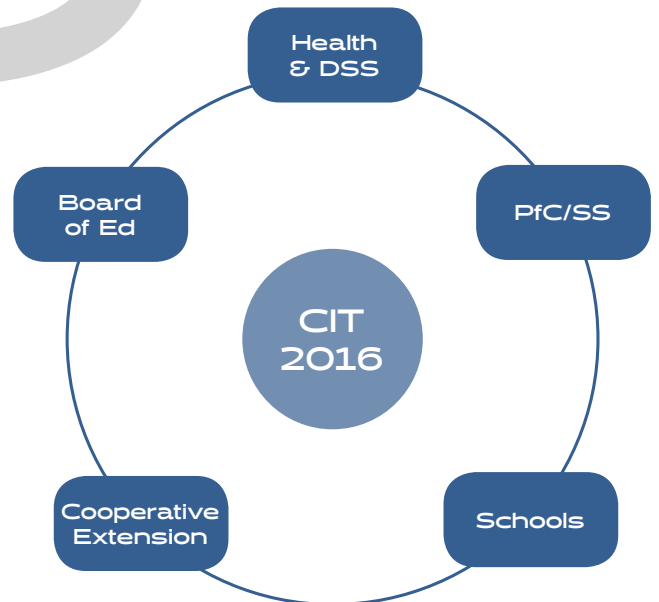 Health
& DSS
Board
of Ed
PfC/SS
CIT
2016
Cooperative
Extension
Schools